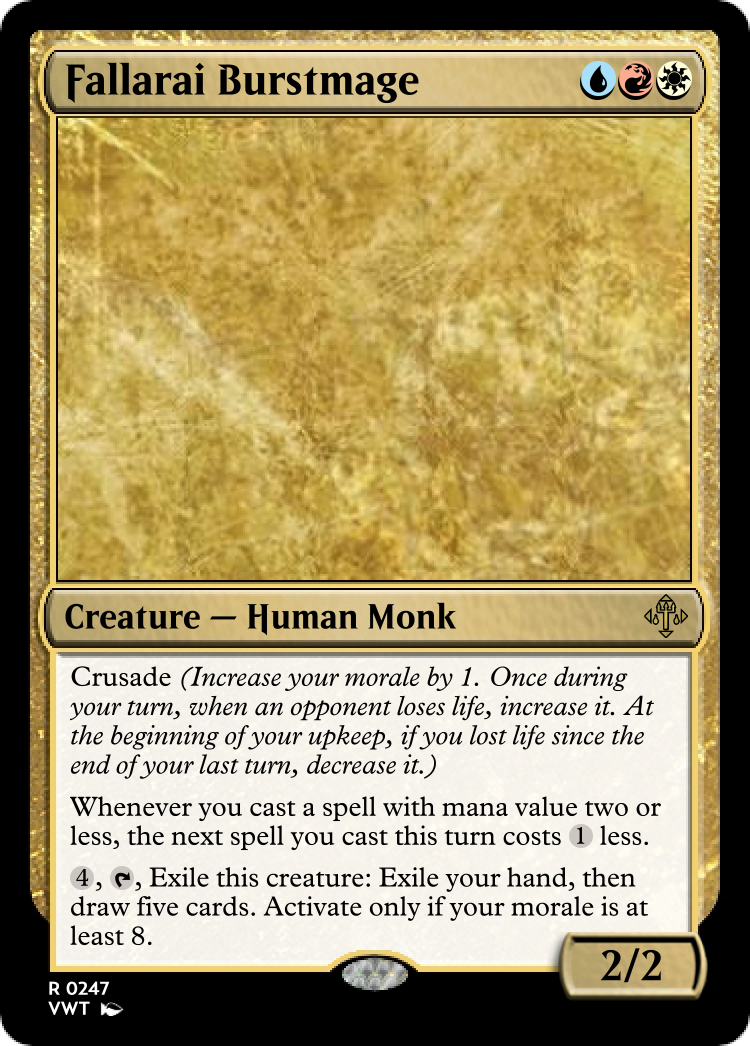 Fallarai Burstmage
Creature — Human Monk
Crusade (Increase your morale by 1. Once during
your turn, when an opponent loses life, increase it. At
the beginning of your upkeep, if you lost life since the
end of your last turn, decrease it.)
Whenever you cast a spell with mana value two or
less, the next spell you cast this turn costs 1 less.
4, , Exile this creature: Exile your hand, then
draw five cards. Activate only if your morale is at
least 8.
2/2
R 0247
VWT